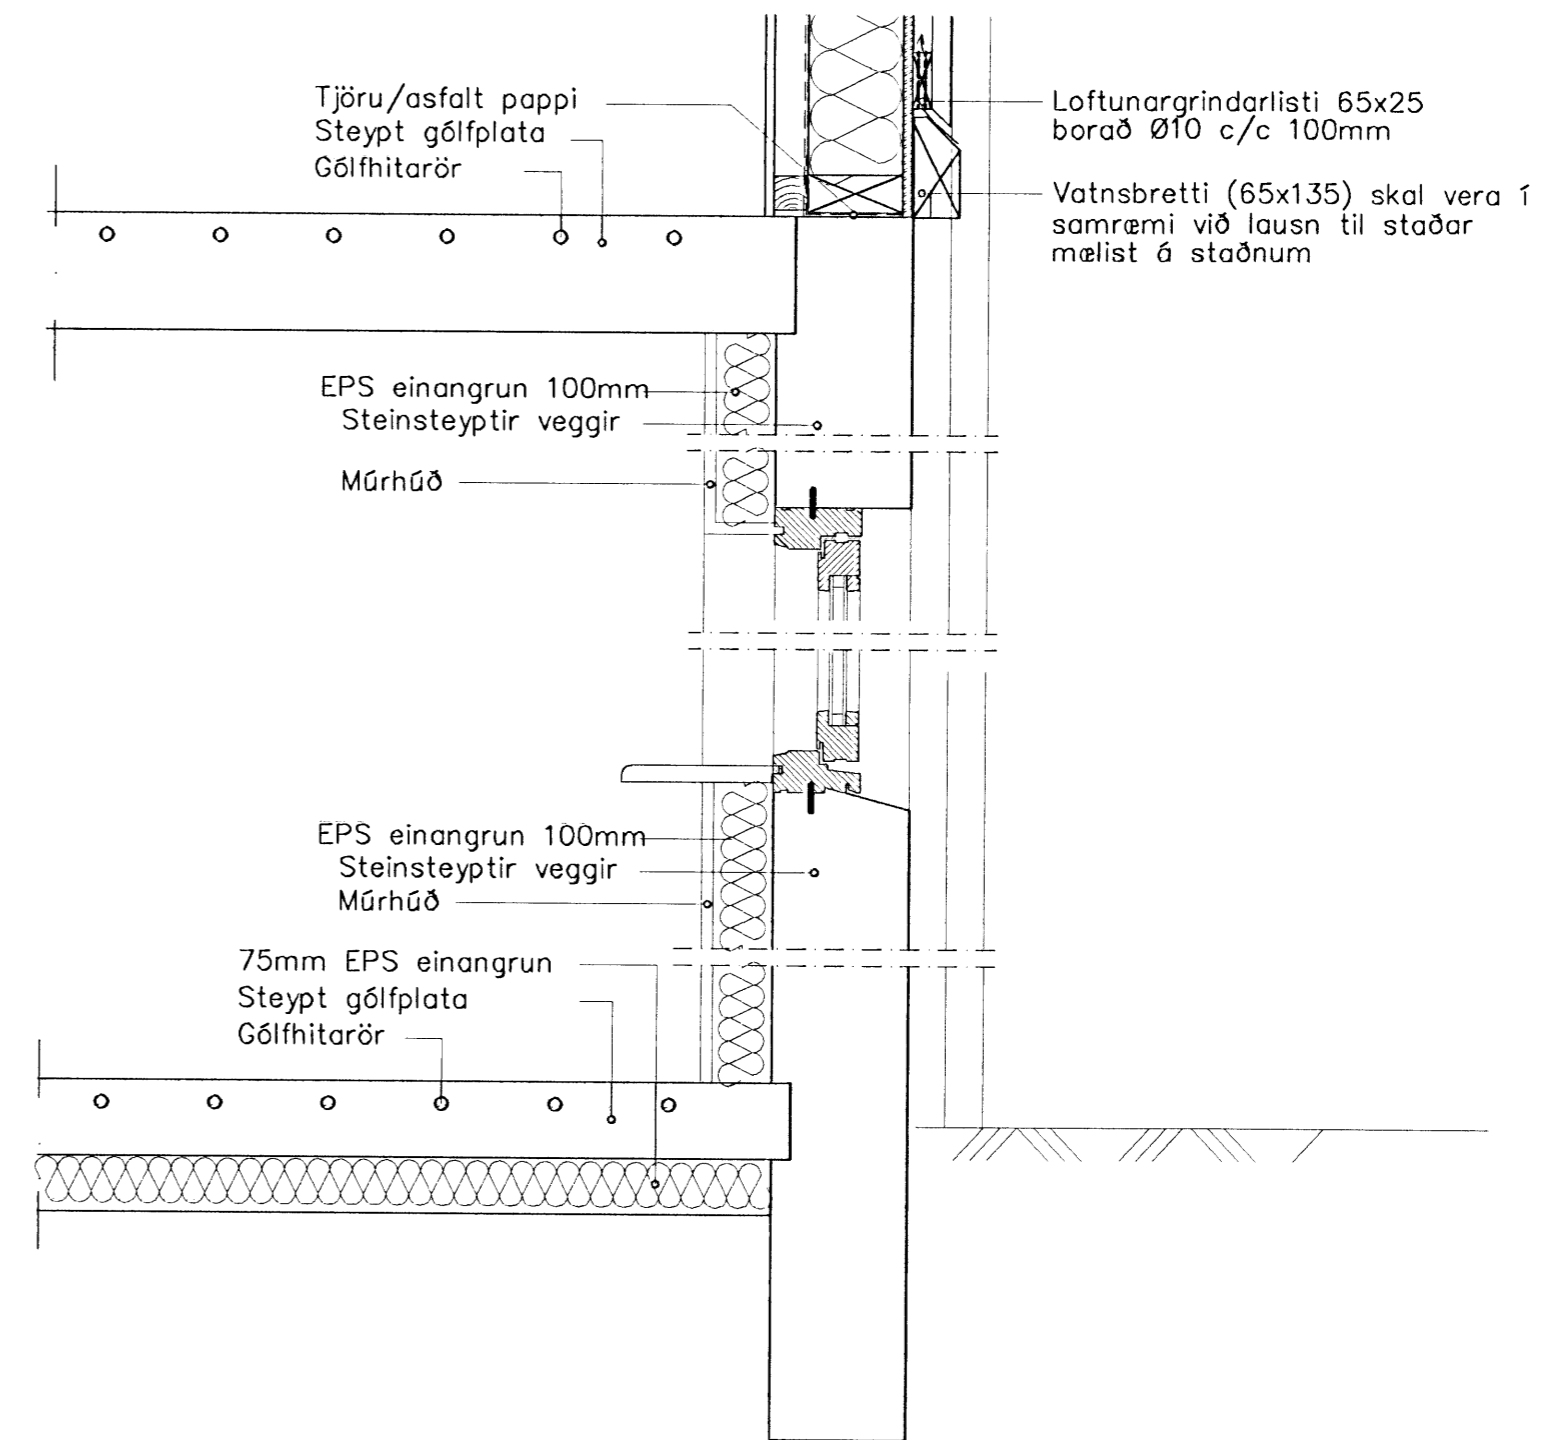 Tjöru/asfalt pappi
Steypt gólfplata
Gólfhitarör
Loftunargrindarlisti 65x25
borað Ø10 c/c 100mm
Vatnsbretti (65x135) skal vera í
samræmi við lausn til staðar
mælist á staðnum
EPS einangrun 100mm
Steinsteyptir veggir
Múrhúð
EPS einangrun 100mm
Steinsteyptir veggir
Múrhúð
75mm EPS einangrun
Steypt gólfplata
Gólfhitarör